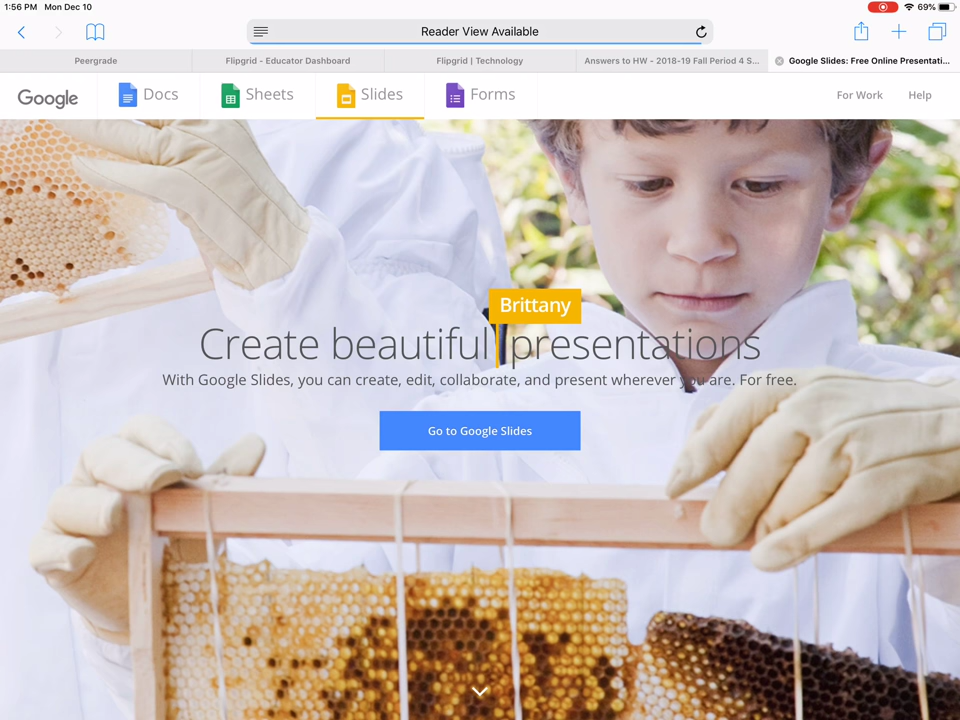 1:56 PM Mon Dec 10
69%
Reader View Available
Peergrade
Flipgrid - Educator Dashboard
Flipgrid | Technology
Answers to HW - 2018-19 Fall Period 4 S...
Google Slides: Free Online Presentati...
Google
Docs
Sheets
Slides
Forms
For Work
Help
Brittany
Create beautiful presentations
With Google Slides, you can create, edit, collaborate, and present wherever you are. For free.
Go to Google Slides